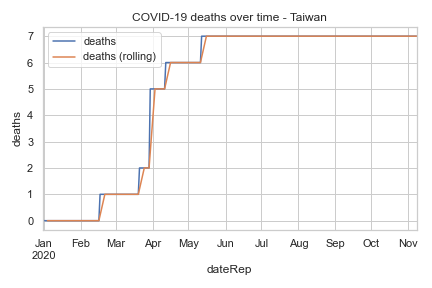 COVID-19 deaths over time - Taiwan
deaths
deaths (rolling)
deaths
7
6
5
4
3
2
1
0
Jan Feb Mar Apr May Jun Jul Aug Sep Oct Nov
2020
dateRep